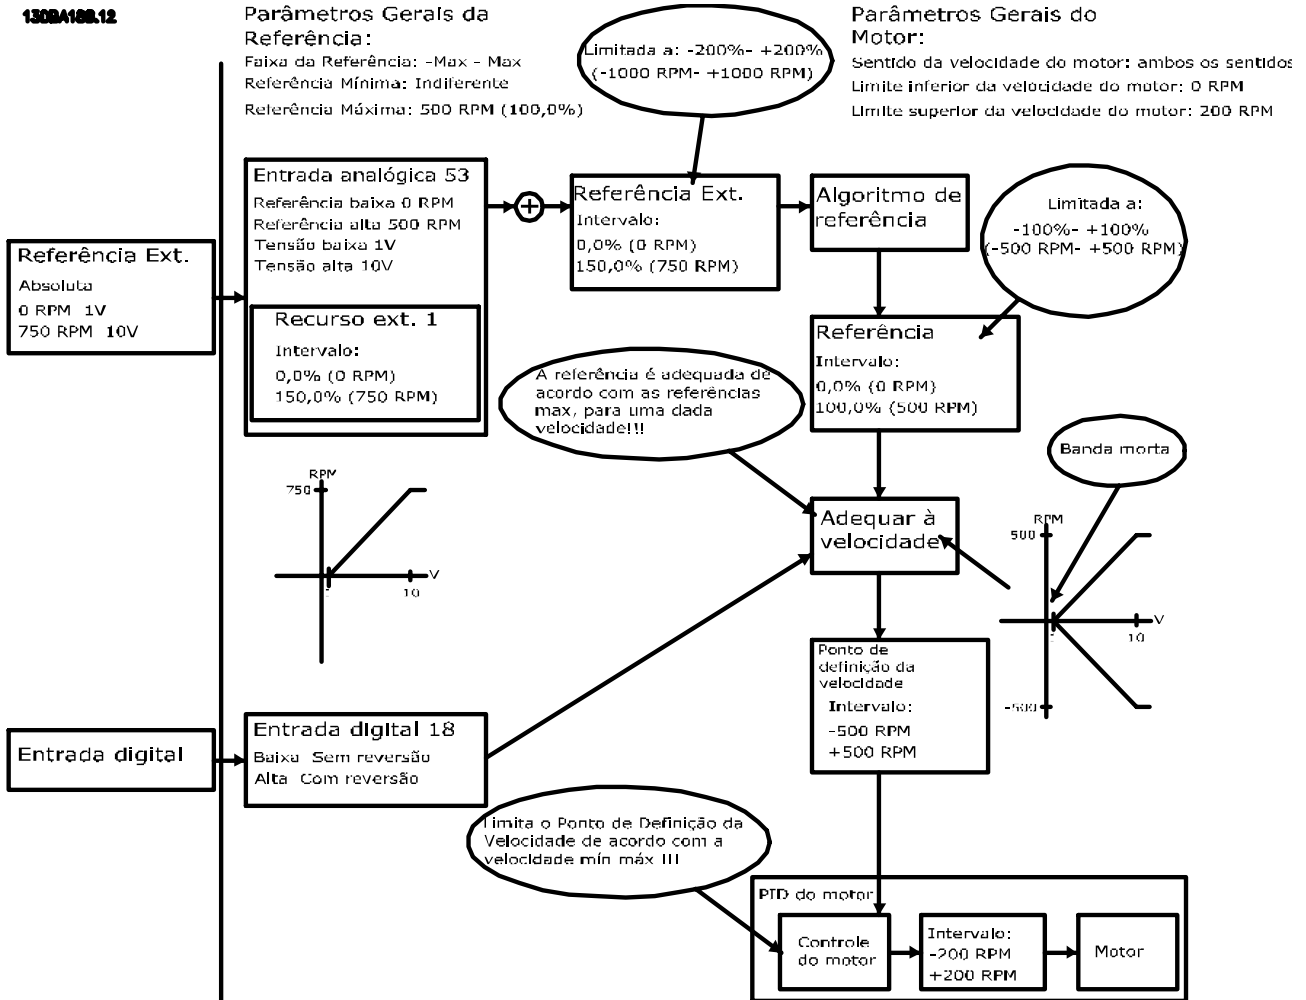 130BA188.12
Parâmetros Gerais da
Referência:
Faixa da Referência: -Max - Max
Referência Mínima: Indiferente
Referência Máxima: 500 RPM (100,0%)
Limitada a: -200%- +200%
(-1000 RPM- +1000 RPM)
Parâmetros Gerais do
Motor:
Sentido da velocidade do motor: ambos os sentidos
Limite inferior da velocidade do motor: 0 RPM
Limite superior da velocidade do motor: 200 RPM
Referência Ext.
Absoluta
0 RPM 1V
750 RPM 10V
Entrada analógica 53
Referência baixa 0 RPM
Referência alta 500 RPM
Tensão baixa 1V
Tensão alta 10V
Recurso ext. 1
Intervalo:
0,0% (0 RPM)
150,0% (750 RPM)
+
Referência Ext.
Intervalo:
0,0% (0 RPM)
150,0% (750 RPM)
Algoritmo de
referência
Limitada a:
-100%- +100%
(-500 RPM- +500 RPM)
Referência
Intervalo:
0,0% (0 RPM)
100,0% (500 RPM)
A referência é adequada de
acordo com as referências
max, para uma dada
velocidade!!!
Banda morta
RPM
750
V
1
10
Adequar à
velocidade
RPM
500
V
1
10
-500
Ponto de
definição da
velocidade
Intervalo:
-500 RPM
+500 RPM
Entrada digital
Entrada digital 18
Baixa Sem reversão
Alta Com reversão
Limita o Ponto de Definição da
Velocidade de acordo com a
velocidade mín máx !!!
PID do motor
Controle
do motor
Intervalo:
-200 RPM
+200 RPM
Motor